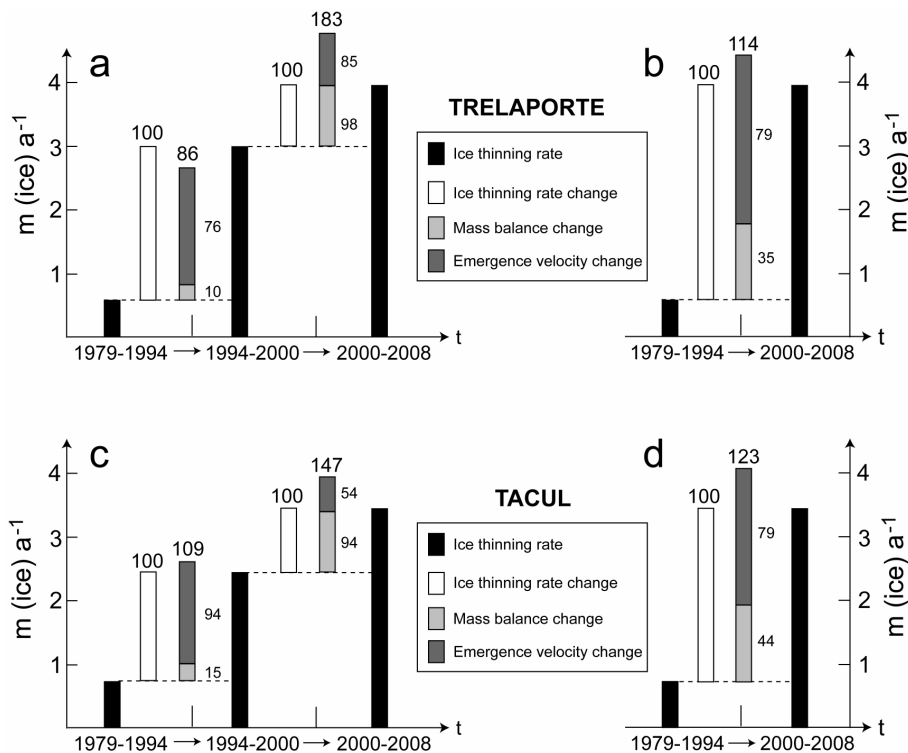 a
m (ice) a⁻¹
4
3
2
1
100
86
76
10
100
183
85
98
1979-1994 → 1994-2000 → 2000-2008
t
TRELAPORTE
Ice thinning rate
Ice thinning rate change
Mass balance change
Emergence velocity change
b
100
114
79
35
4
3
2
1
m (ice) a⁻¹
1979-1994 → 2000-2008
t
c
m (ice) a⁻¹
4
3
2
1
100
109
94
15
100
147
54
94
1979-1994 → 1994-2000 → 2000-2008
t
TACUL
Ice thinning rate
Ice thinning rate change
Mass balance change
Emergence velocity change
d
100
123
79
44
4
3
2
1
m (ice) a⁻¹
1979-1994 → 2000-2008
t